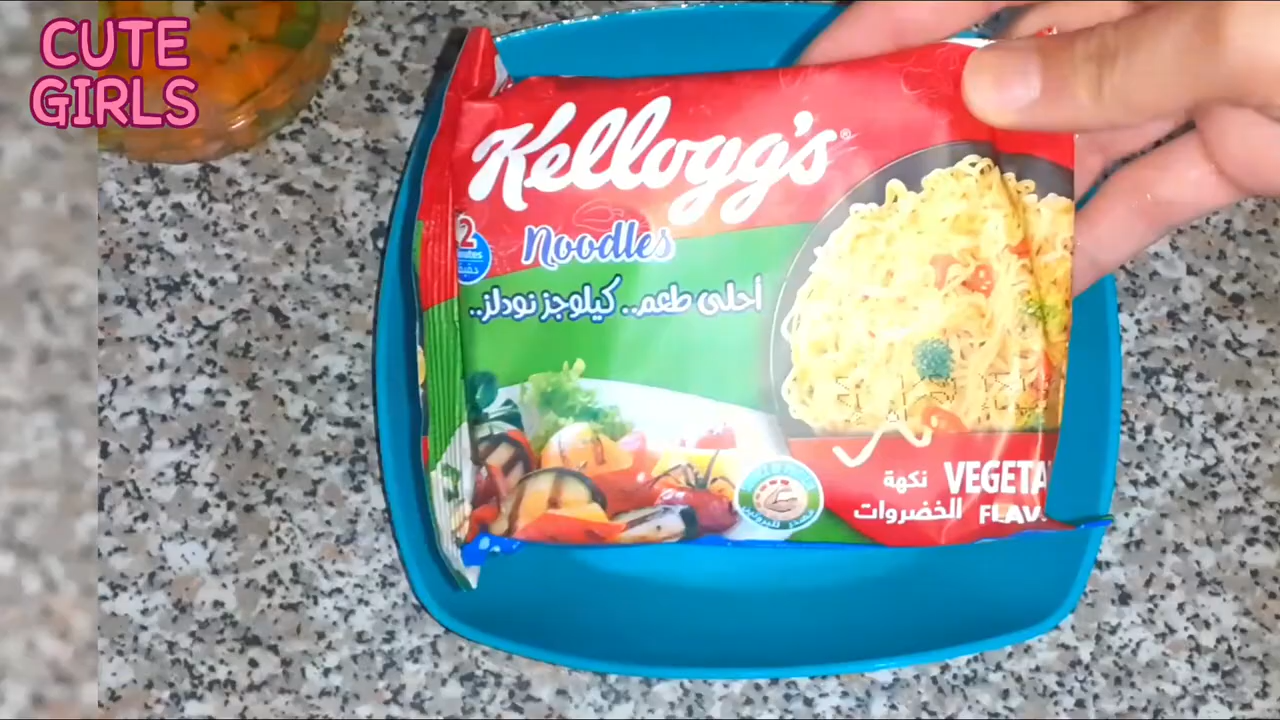 CUTE
GIRLS
Kellogg's®
Noodles
2
أحلى طعم.. كيلوجز نودلز..
نكهة
الخضروات
VEGETA
FLAV